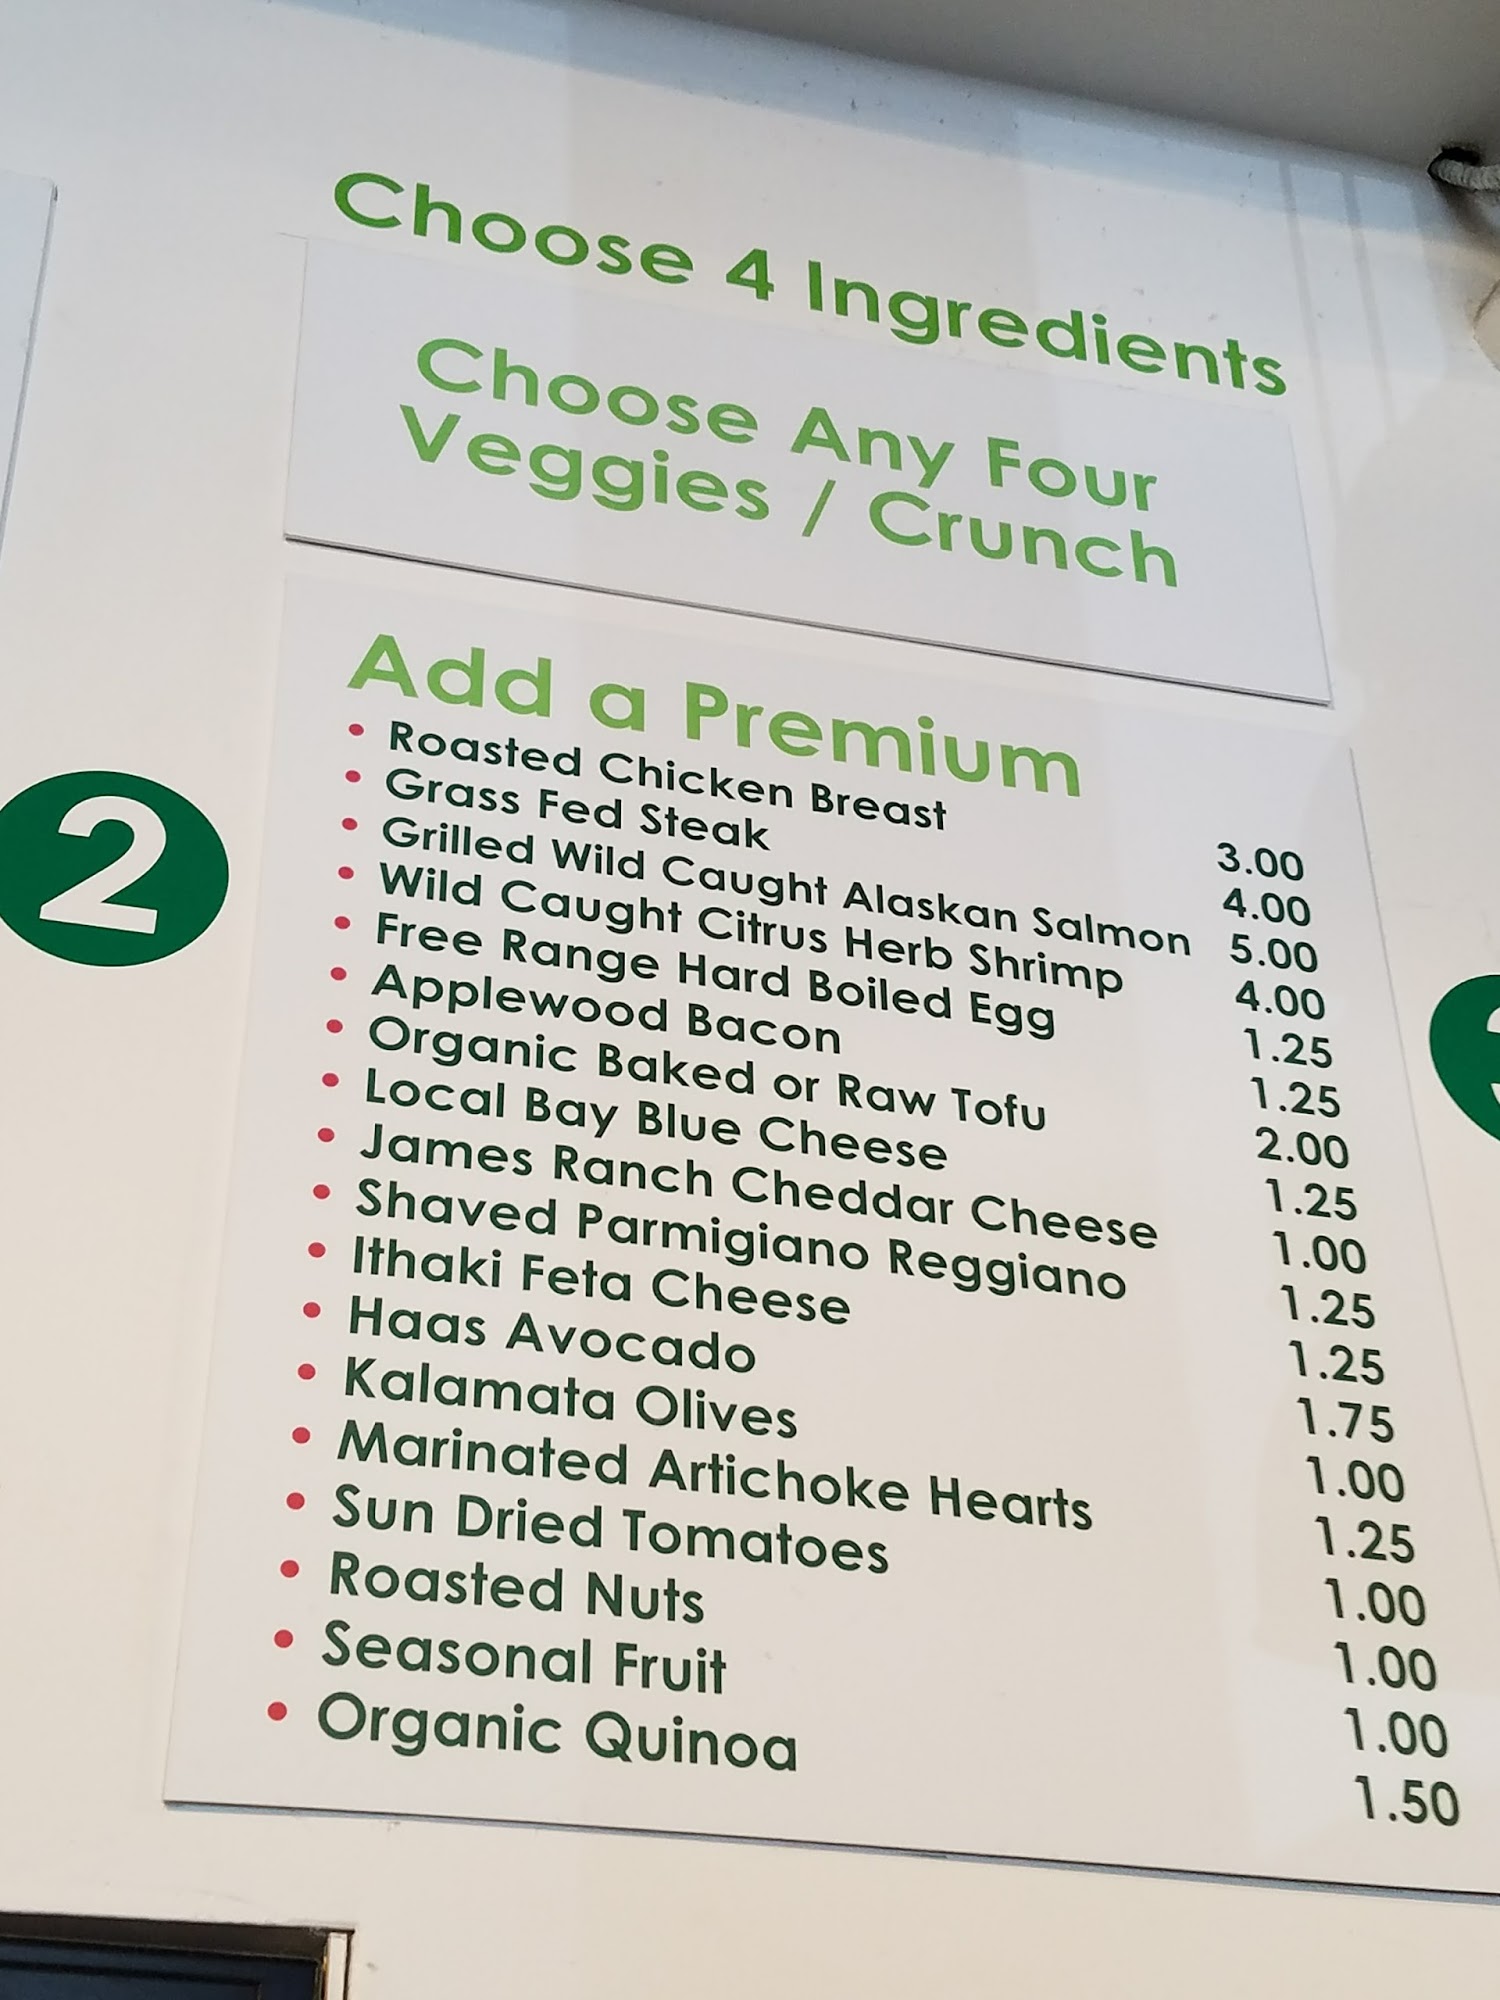 Choose 4 Ingredients
Choose Any Four
Veggies / Crunch
Add a Premium
2
• Roasted Chicken Breast 3.00
• Grass Fed Steak 4.00
• Grilled Wild Caught Alaskan Salmon 5.00
• Wild Caught Citrus Herb Shrimp 4.00
• Free Range Hard Boiled Egg 1.25
• Applewood Bacon 1.25
• Organic Baked or Raw Tofu 2.00
• Local Bay Blue Cheese 1.25
• James Ranch Cheddar Cheese 1.00
• Shaved Parmigiano Reggiano 1.25
• Ithaki Feta Cheese 1.25
• Haas Avocado 1.75
• Kalamata Olives 1.00
• Marinated Artichoke Hearts 1.25
• Sun Dried Tomatoes 1.00
• Roasted Nuts 1.00
• Seasonal Fruit 1.00
• Organic Quinoa 1.50